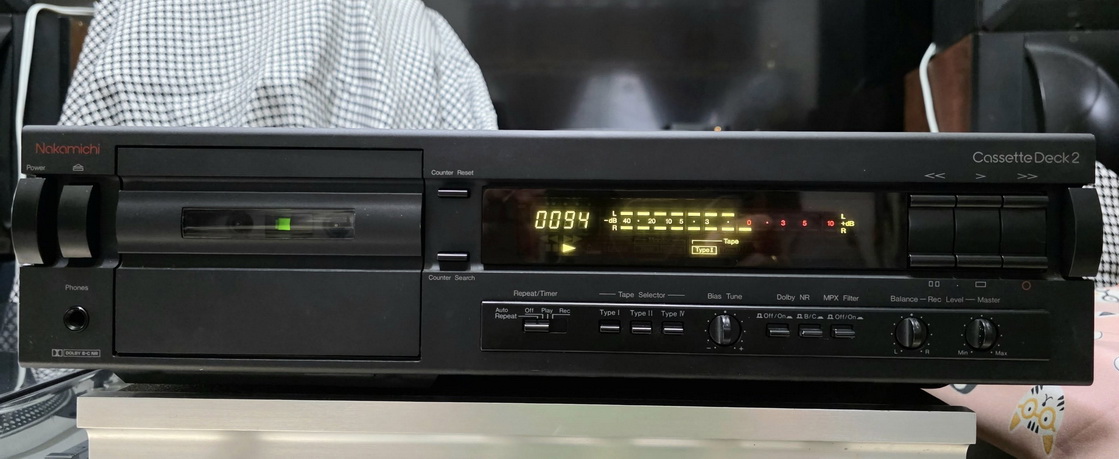 Nakamichi
Cassette Deck 2
Power
Counter Reset
<< > >>
0094
L
-dB 40 · 20 10 5 · 3 · 0 · 3 5 10 +dB
R
L
R
Tape
Type I
Counter Search
Phones
Repeat/Timer
Auto Repeat
Off Play Rec
Tape Selector
Type I Type II Type IV
Bias Tune
- +
Dolby NR
Off/On B/C
MPX Filter
Off/On
Balance — Rec Level — Master
L R
Min Max
DOLBY B-C NR